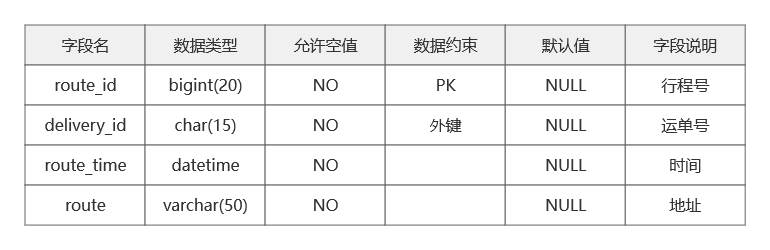 字段名 数据类型 允许空值 数据约束 默认值 字段说明
route_id bigint(20) NO PK NULL 行程号
delivery_id char(15) NO 外键 NULL 运单号
route_time datetime NO NULL 时间
route varchar(50) NO NULL 地址